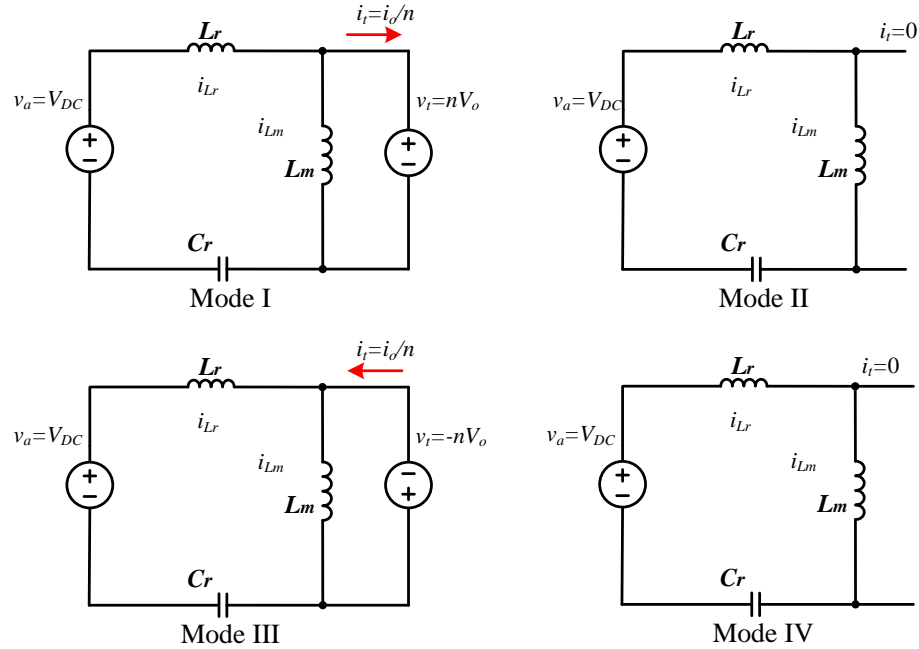 Lr
it=io/n
iLr
va=VDC
vt=nVo
iLm
Lm
Cr
Mode I
Lr
it=0
iLr
va=VDC
iLm
Lm
Cr
Mode II
Lr
it=io/n
iLr
va=VDC
vt=-nVo
iLm
Lm
Cr
Mode III
Lr
it=0
iLr
va=VDC
iLm
Lm
Cr
Mode IV